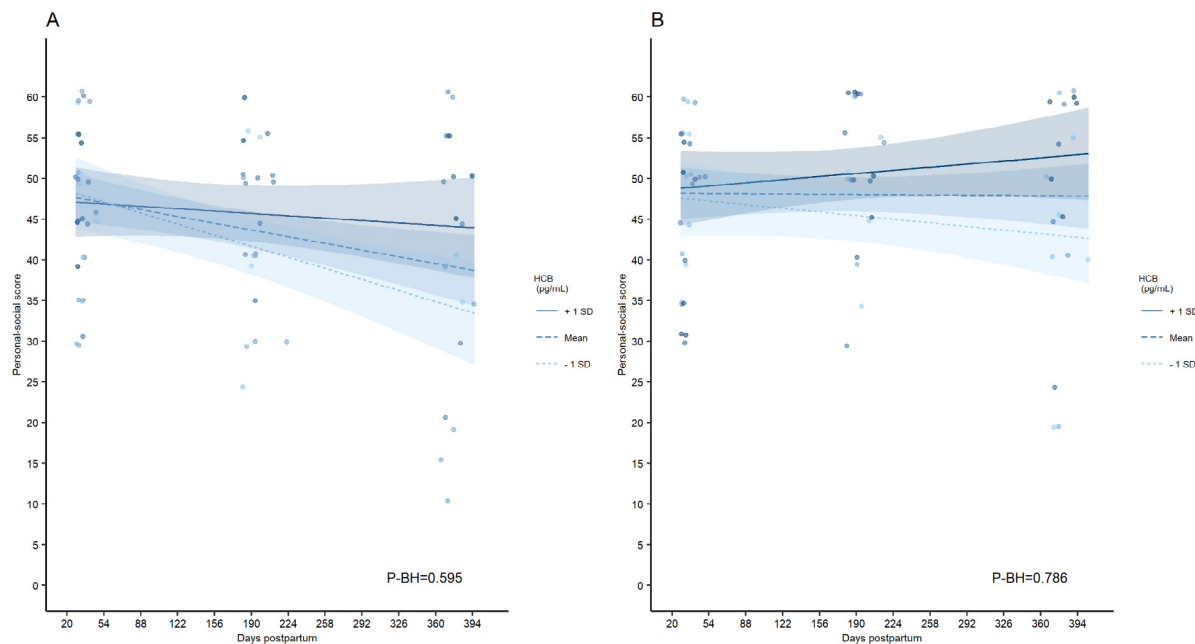 A
Personal-social score
60
55
50
45
40
35
30
25
20
15
10
5
0
20 54 88 122 156 190 224 258 292 326 360 394
Days postpartum
P-BH=0.595
HCB
(pg/mL)
+ 1 SD
Mean
- 1 SD
B
Personal-social score
60
55
50
45
40
35
30
25
20
15
10
5
0
20 54 88 122 156 190 224 258 292 326 360 394
Days postpartum
P-BH=0.786
HCB
(pg/mL)
+ 1 SD
Mean
- 1 SD